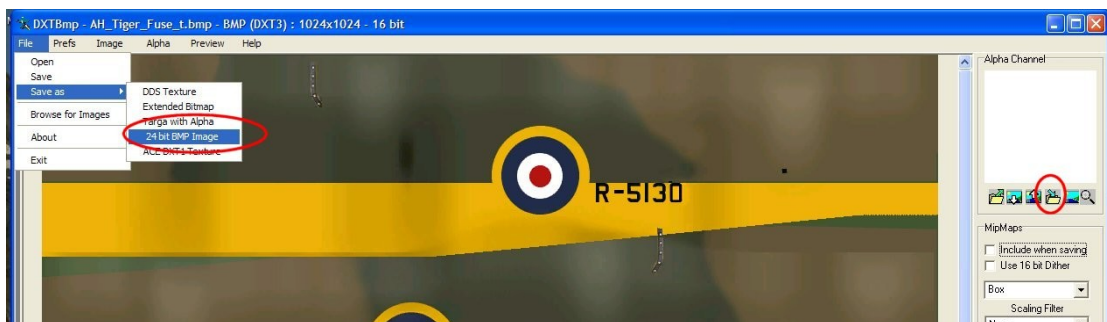 DXTBmp - AH_Tiger_Fuse_t.bmp - BMP (DXT3) : 1024x1024 - 16 bit
File Prefs Image Alpha Preview Help
Open
Save
Save as
Browse for Images
About
Exit
DDS Texture
Extended Bitmap
Targa with Alpha
24 bit BMP Image
ACE DXT1 Texture
R-5130
Alpha Channel
MipMaps
Include when saving
Use 16 bit Dither
Box
Scaling Filter